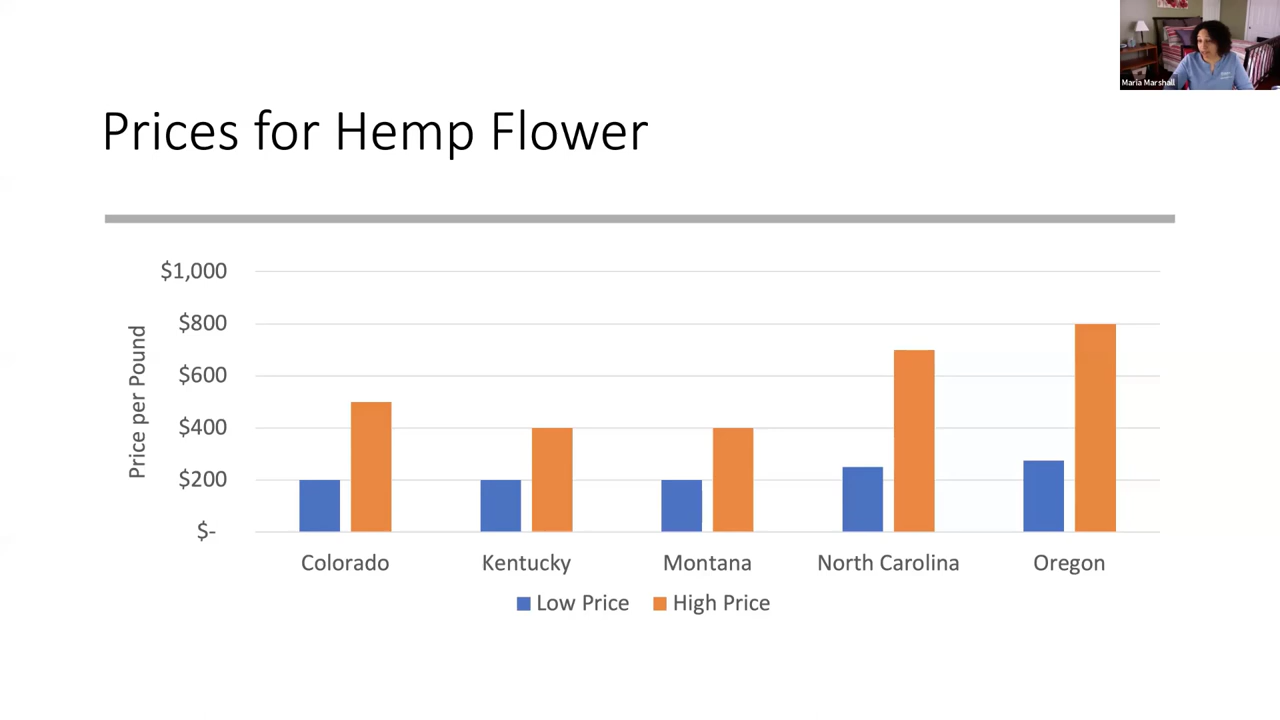 Maria Marshall
Prices for Hemp Flower
$1,000
$800
$600
$400
$200
$-
Price per Pound
Colorado Kentucky Montana North Carolina Oregon
Low Price High Price